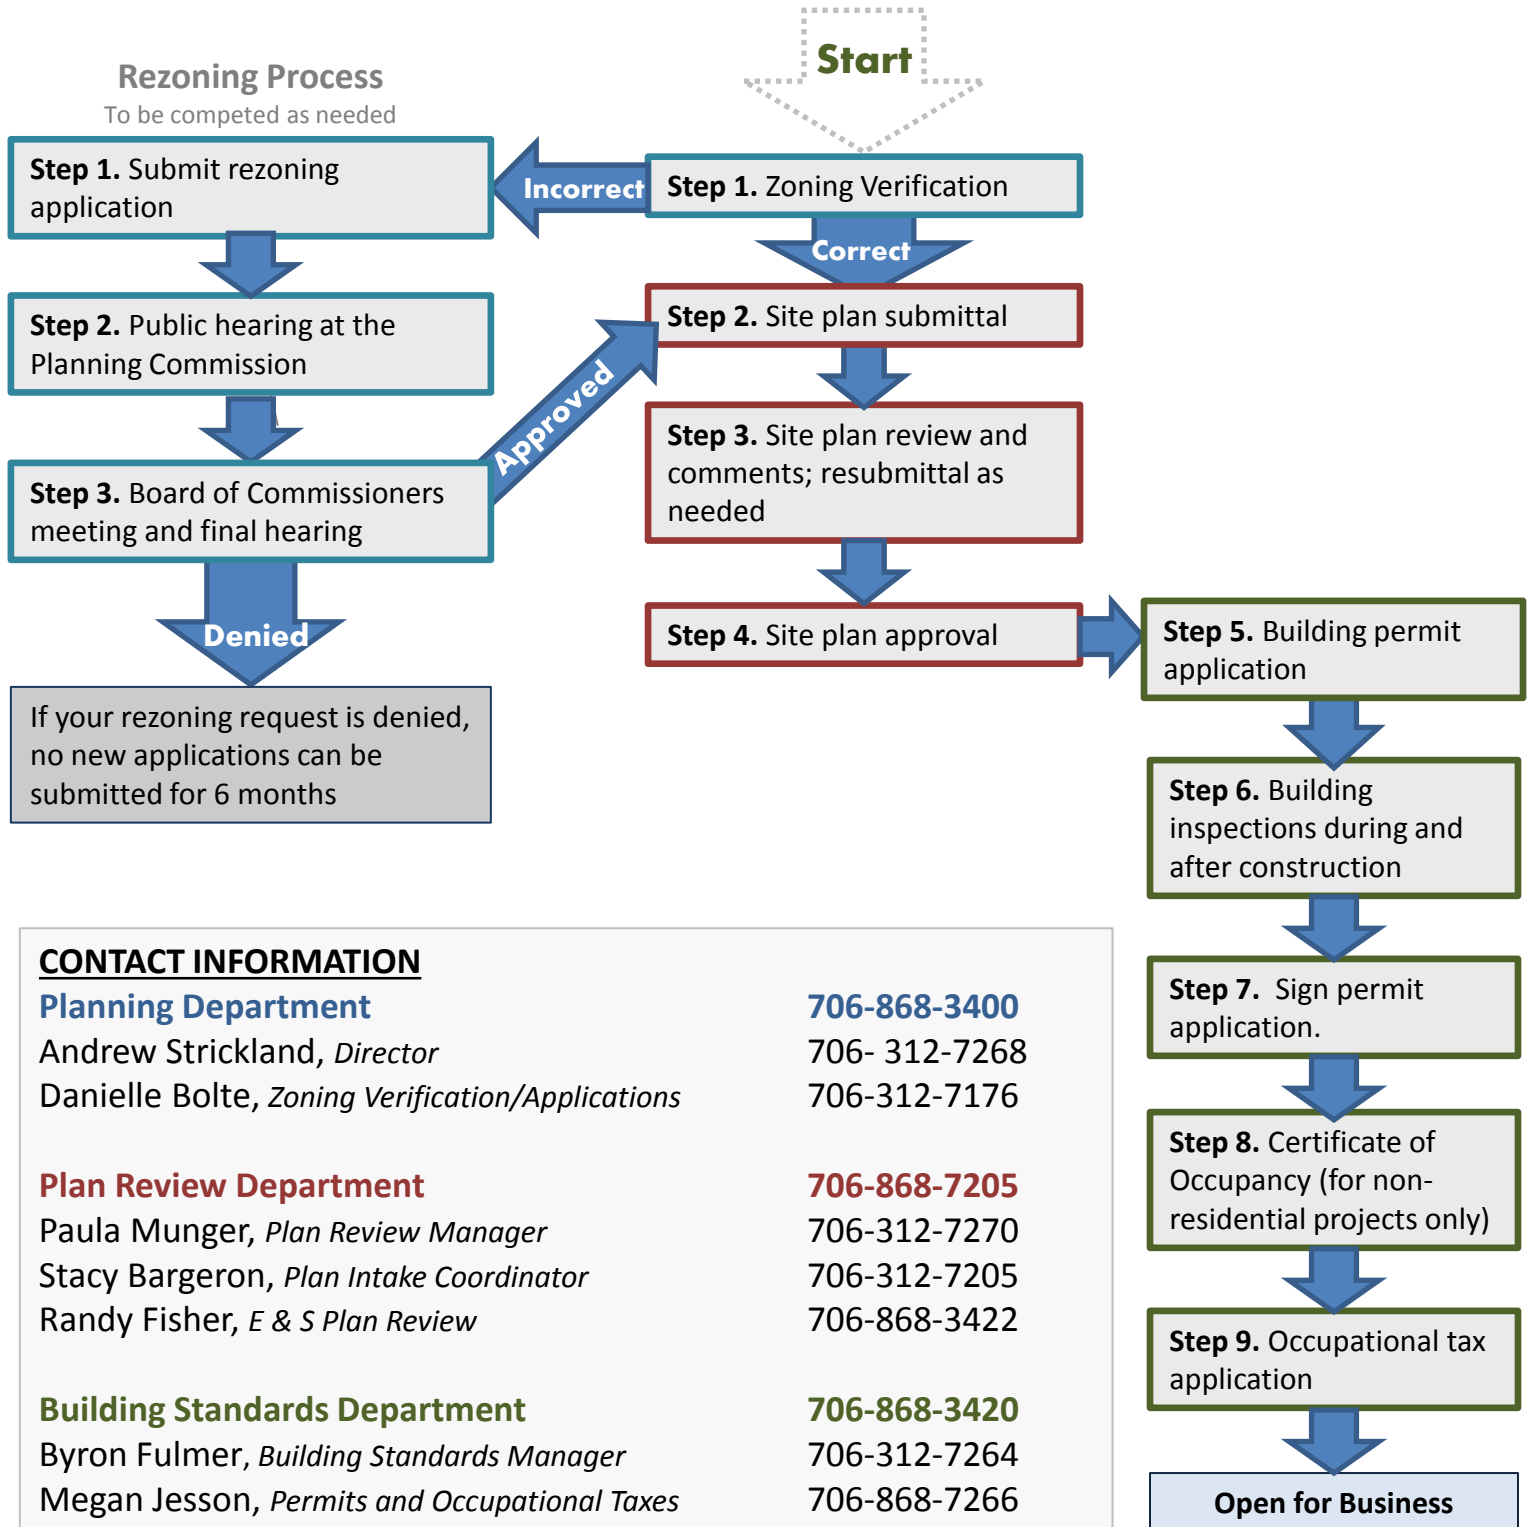 Start
Rezoning Process
To be competed as needed
Step 1. Submit rezoning
application
Incorrect
Step 1. Zoning Verification
Correct
Step 2. Public hearing at the
Planning Commission
Step 2. Site plan submittal
Approved
Step 3. Board of Commissioners
meeting and final hearing
Step 3. Site plan review and
comments; resubmittal as
needed
Denied
If your rezoning request is denied,
no new applications can be
submitted for 6 months
Step 4. Site plan approval
Step 5. Building permit
application
Step 6. Building
inspections during and
after construction
Step 7. Sign permit
application.
Step 8. Certificate of
Occupancy (for non-
residential projects only)
Step 9. Occupational tax
application
Open for Business
CONTACT INFORMATION
Planning Department 706-868-3400
Andrew Strickland, Director 706- 312-7268
Danielle Bolte, Zoning Verification/Applications 706-312-7176
Plan Review Department 706-868-7205
Paula Munger, Plan Review Manager 706-312-7270
Stacy Bargeron, Plan Intake Coordinator 706-312-7205
Randy Fisher, E & S Plan Review 706-868-3422
Building Standards Department 706-868-3420
Byron Fulmer, Building Standards Manager 706-312-7264
Megan Jesson, Permits and Occupational Taxes 706-868-7266